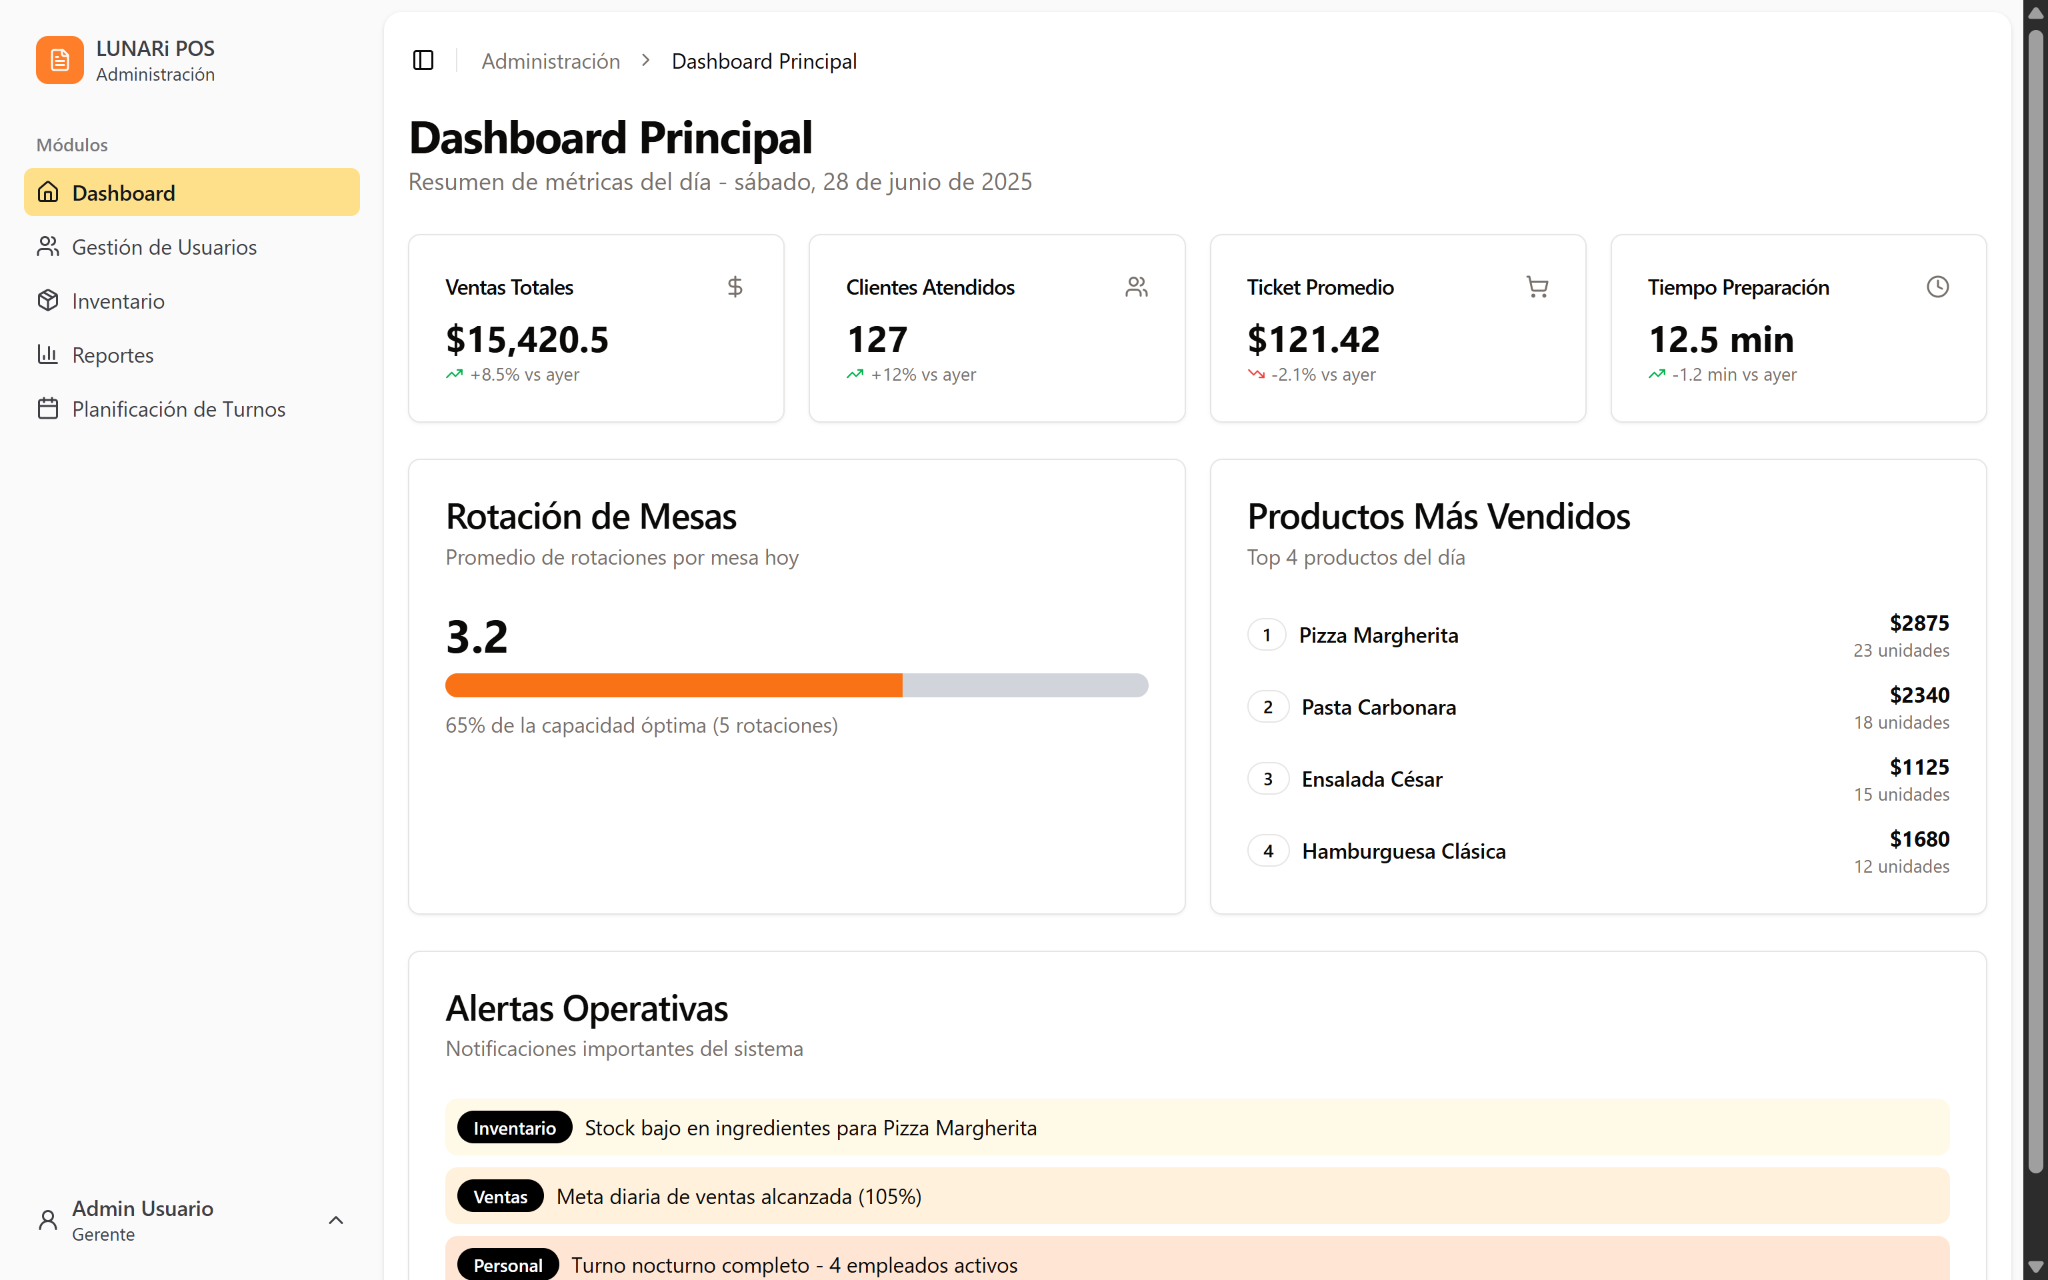 LUNARi POS
Administración
Módulos
Dashboard
Gestión de Usuarios
Inventario
Reportes
Planificación de Turnos
Admin Usuario
Gerente
Administración > Dashboard Principal
Dashboard Principal
Resumen de métricas del día - sábado, 28 de junio de 2025
Ventas Totales
$15,420.5
+8.5% vs ayer
Clientes Atendidos
127
+12% vs ayer
Ticket Promedio
$121.42
-2.1% vs ayer
Tiempo Preparación
12.5 min
-1.2 min vs ayer
Rotación de Mesas
Promedio de rotaciones por mesa hoy
3.2
65% de la capacidad óptima (5 rotaciones)
Productos Más Vendidos
Top 4 productos del día
1 Pizza Margherita
$2875
23 unidades
2 Pasta Carbonara
$2340
18 unidades
3 Ensalada César
$1125
15 unidades
4 Hamburguesa Clásica
$1680
12 unidades
Alertas Operativas
Notificaciones importantes del sistema
Inventario Stock bajo en ingredientes para Pizza Margherita
Ventas Meta diaria de ventas alcanzada (105%)
Personal Turno nocturno completo - 4 empleados activos